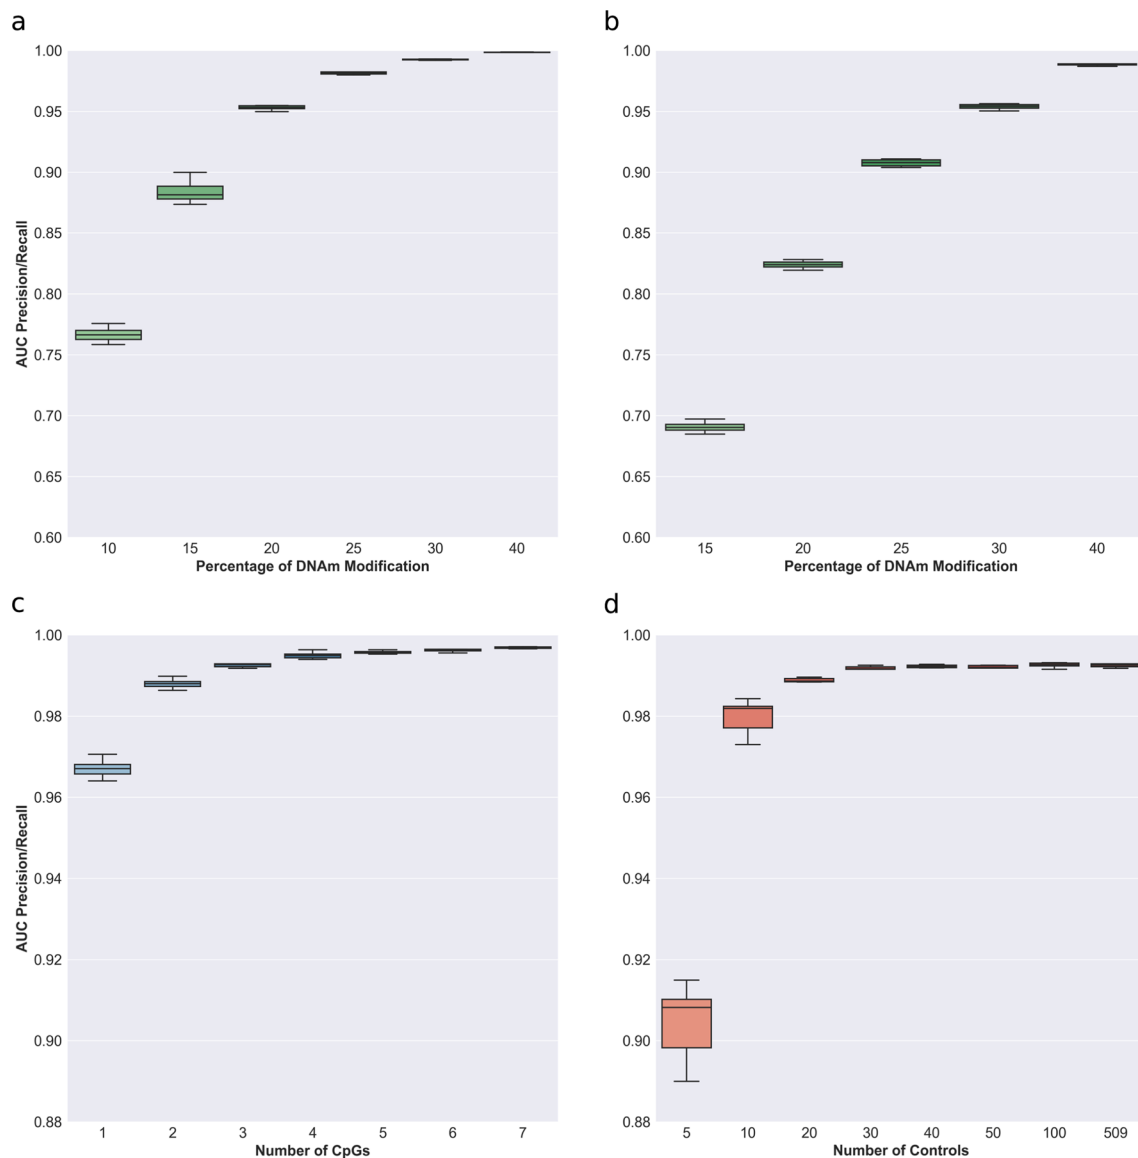 a
1.00
0.95
0.90
0.85
0.80
0.75
0.70
0.65
0.60
AUC Precision/Recall
10 15 20 25 30 40
Percentage of DNAm Modification
b
1.00
0.95
0.90
0.85
0.80
0.75
0.70
0.65
0.60
15 20 25 30 40
Percentage of DNAm Modification
c
1.00
0.98
0.96
0.94
0.92
0.90
0.88
AUC Precision/Recall
1 2 3 4 5 6 7
Number of CpGs
d
1.00
0.98
0.96
0.94
0.92
0.90
0.88
5 10 20 30 40 50 100 509
Number of Controls